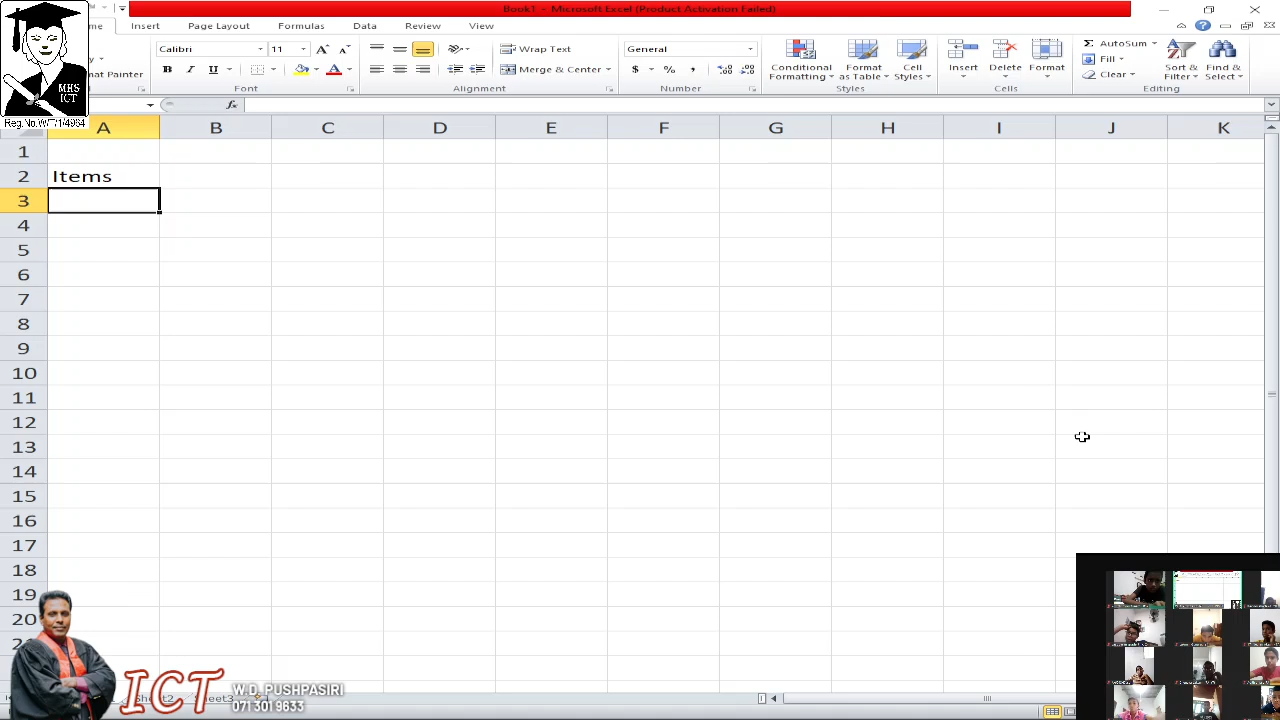 Book1 - Microsoft Excel (Product Activation Failed)
Insert Page Layout Formulas Data Review View
MHS
ICT
Calibri 11 Wrap Text General Conditional Formatting Format as Table Cell Styles Insert Delete Format AutoSum Fill Clear Sort & Filter Find & Select
B I U Merge & Center $ % ,
Font Alignment Number Styles Cells Editing
fx
A B C D E F G H I J K
1
2 Items
3
4
5
6
7
8
9
10
11
12
13
14
15
16
17
18
19
20
ICT
W.D. PUSHPASIRI
071 301 9633
Sheet3